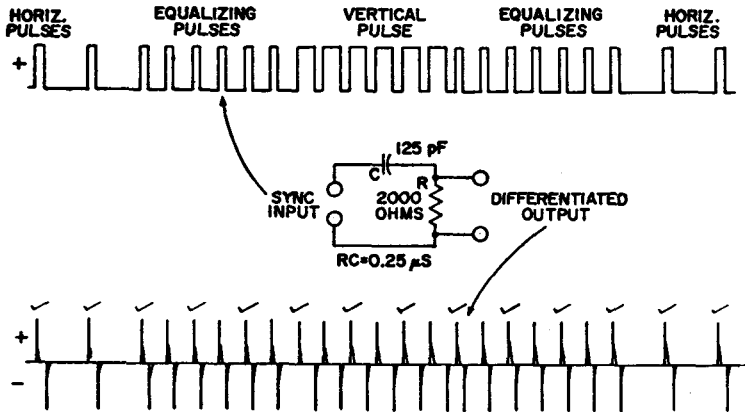 HORIZ.
PULSES
EQUALIZING
PULSES
VERTICAL
PULSE
EQUALIZING
PULSES
HORIZ.
PULSES
+
125 pF
C
R
2000
OHMS
SYNC
INPUT
DIFFERENTIATED
OUTPUT
RC=0.25 μS
+
−